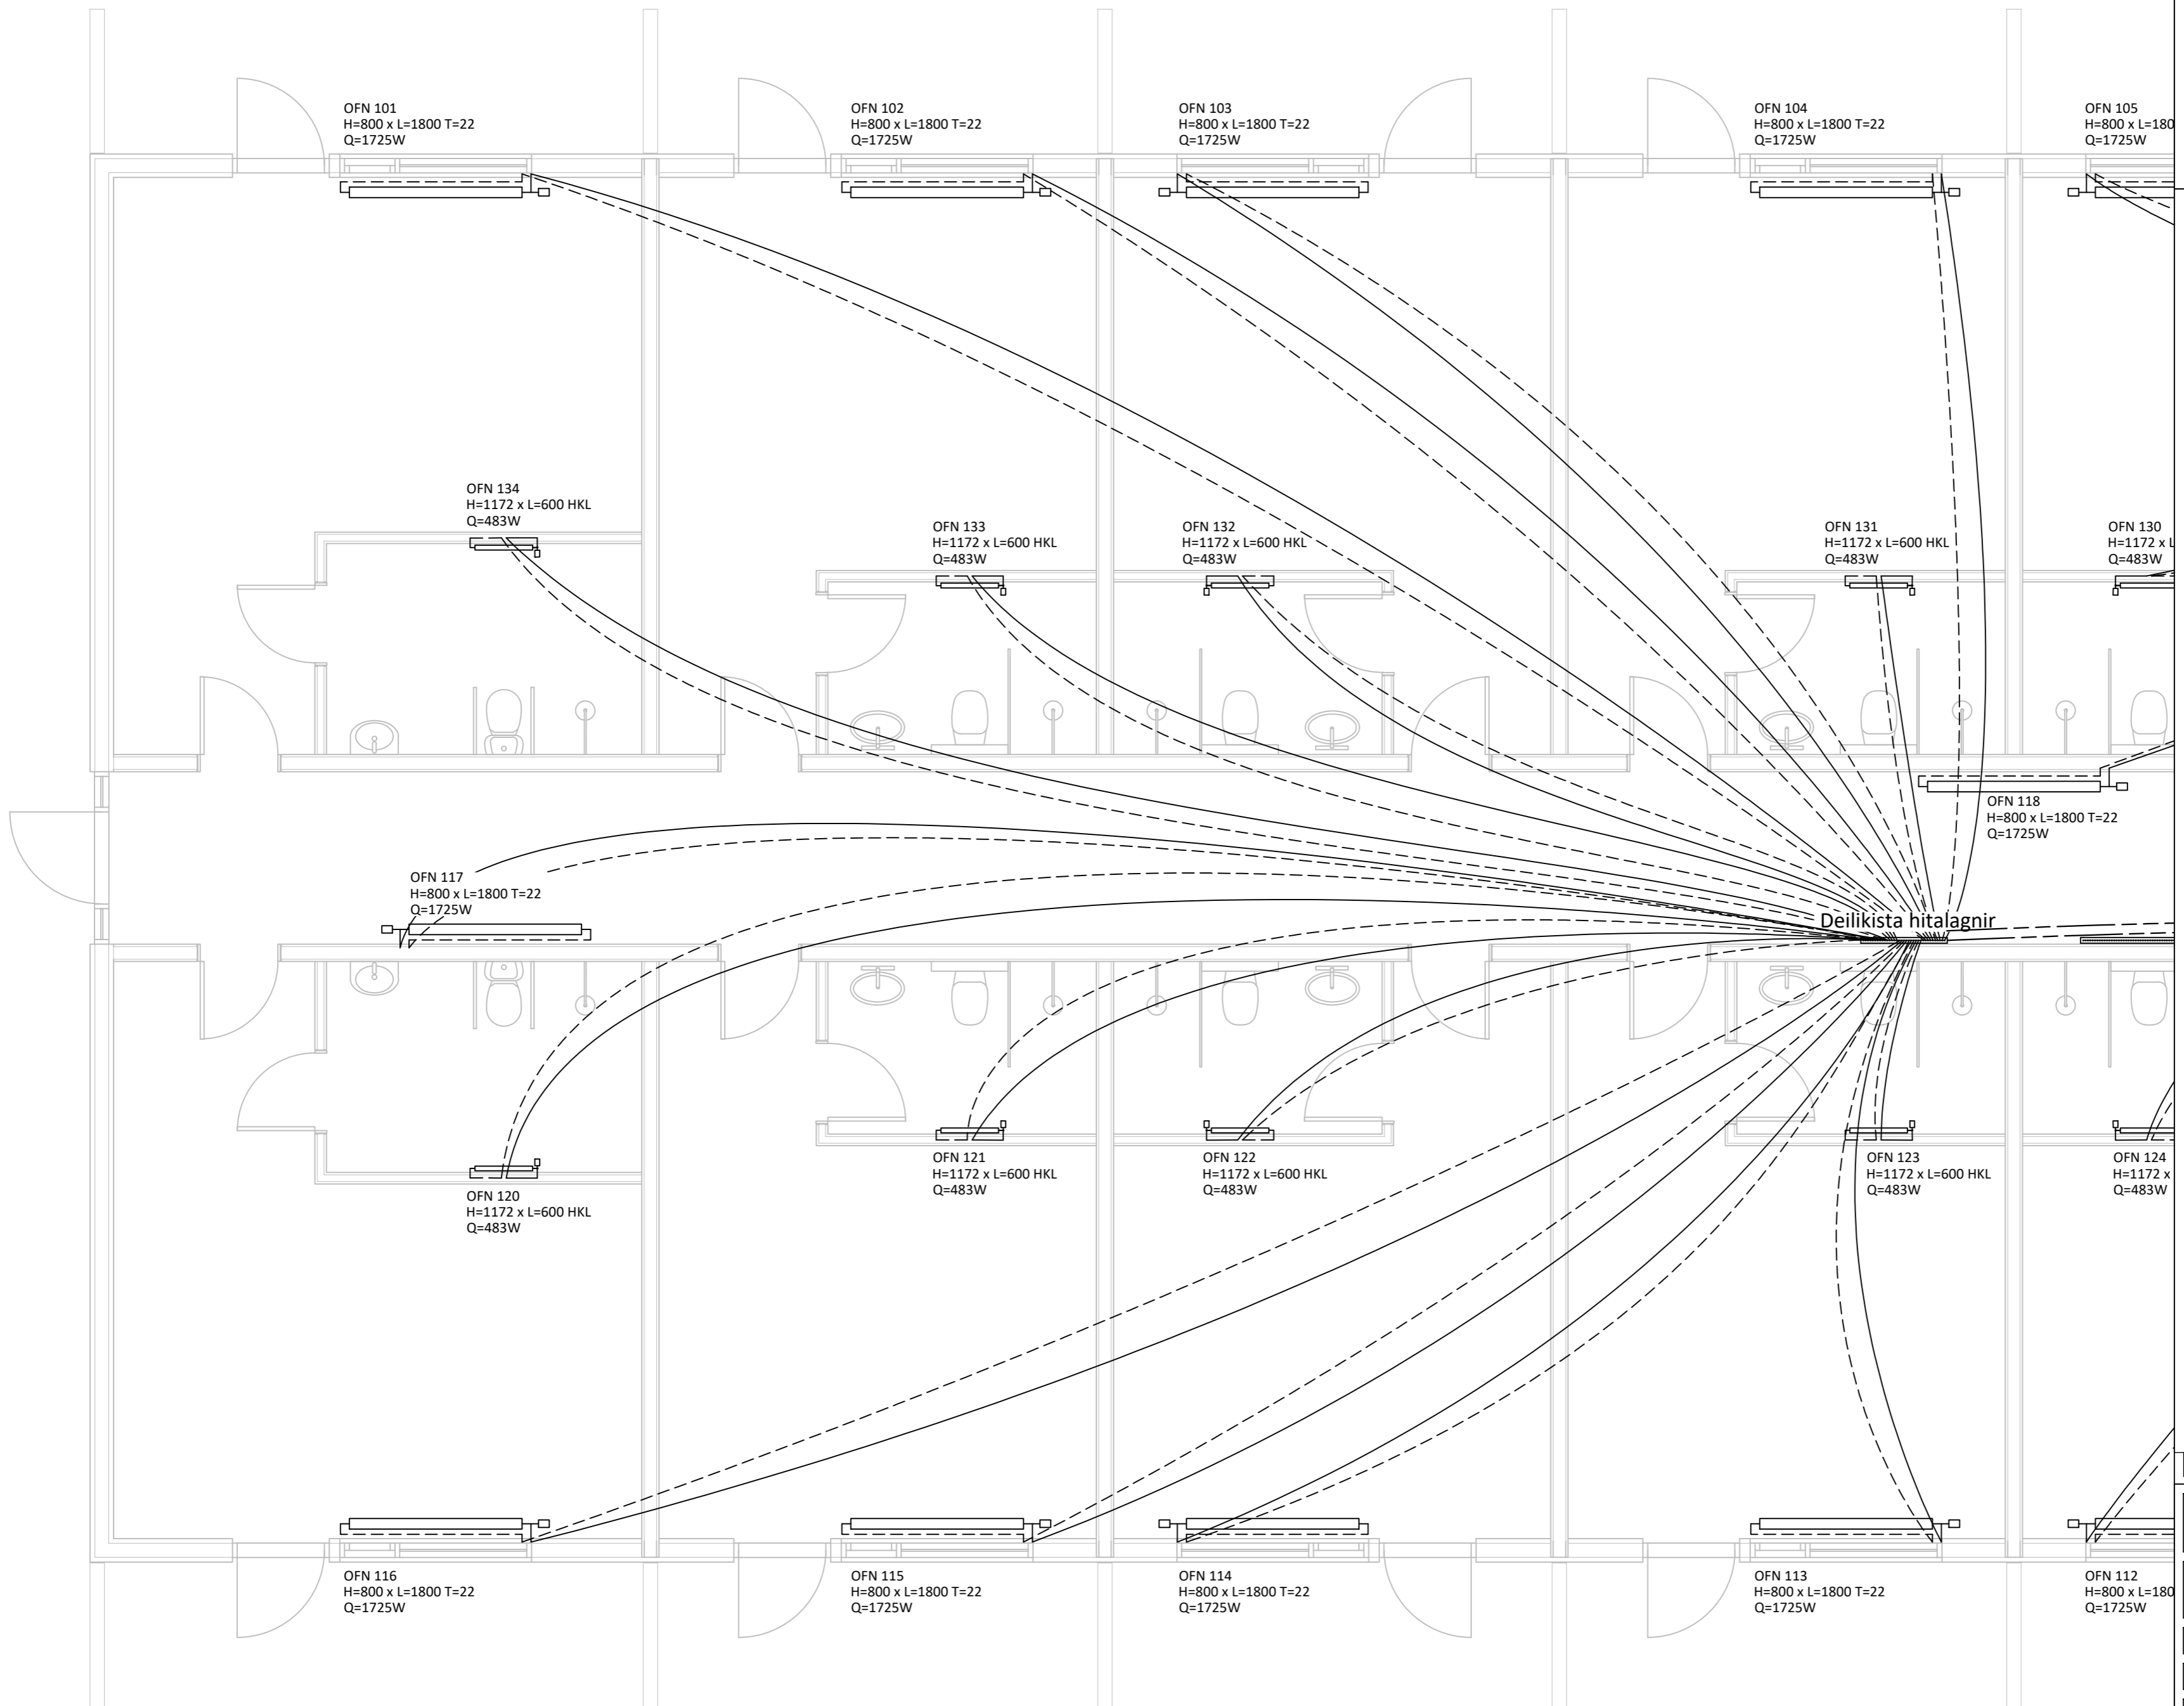 OFN 101
H=800 x L=1800 T=22
Q=1725W
OFN 102
H=800 x L=1800 T=22
Q=1725W
OFN 103
H=800 x L=1800 T=22
Q=1725W
OFN 104
H=800 x L=1800 T=22
Q=1725W
OFN 105
H=800 x L=180
Q=1725W
OFN 134
H=1172 x L=600 HKL
Q=483W
OFN 133
H=1172 x L=600 HKL
Q=483W
OFN 132
H=1172 x L=600 HKL
Q=483W
OFN 131
H=1172 x L=600 HKL
Q=483W
OFN 130
H=1172 x L
Q=483W
OFN 118
H=800 x L=1800 T=22
Q=1725W
OFN 117
H=800 x L=1800 T=22
Q=1725W
Deilikista hitalagnir
OFN 120
H=1172 x L=600 HKL
Q=483W
OFN 121
H=1172 x L=600 HKL
Q=483W
OFN 122
H=1172 x L=600 HKL
Q=483W
OFN 123
H=1172 x L=600 HKL
Q=483W
OFN 124
H=1172 x
Q=483W
OFN 116
H=800 x L=1800 T=22
Q=1725W
OFN 115
H=800 x L=1800 T=22
Q=1725W
OFN 114
H=800 x L=1800 T=22
Q=1725W
OFN 113
H=800 x L=1800 T=22
Q=1725W
OFN 112
H=800 x L=180
Q=1725W